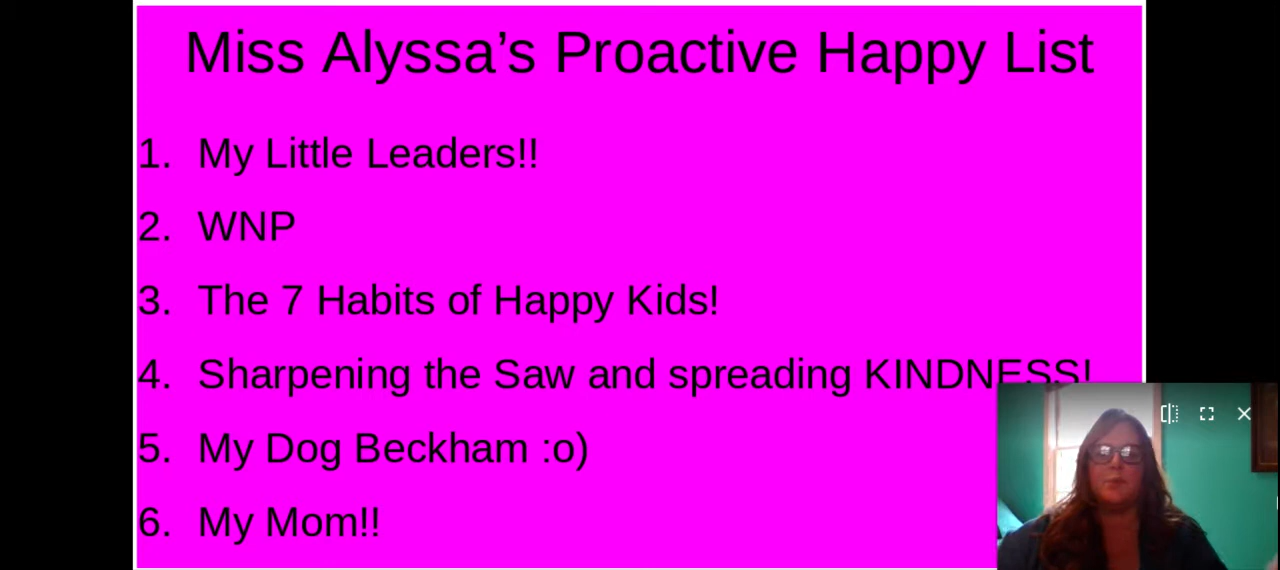 Miss Alyssa’s Proactive Happy List
1. My Little Leaders!!
2. WNP
3. The 7 Habits of Happy Kids!
4. Sharpening the Saw and spreading KINDNESS!
5. My Dog Beckham :o)
6. My Mom!!